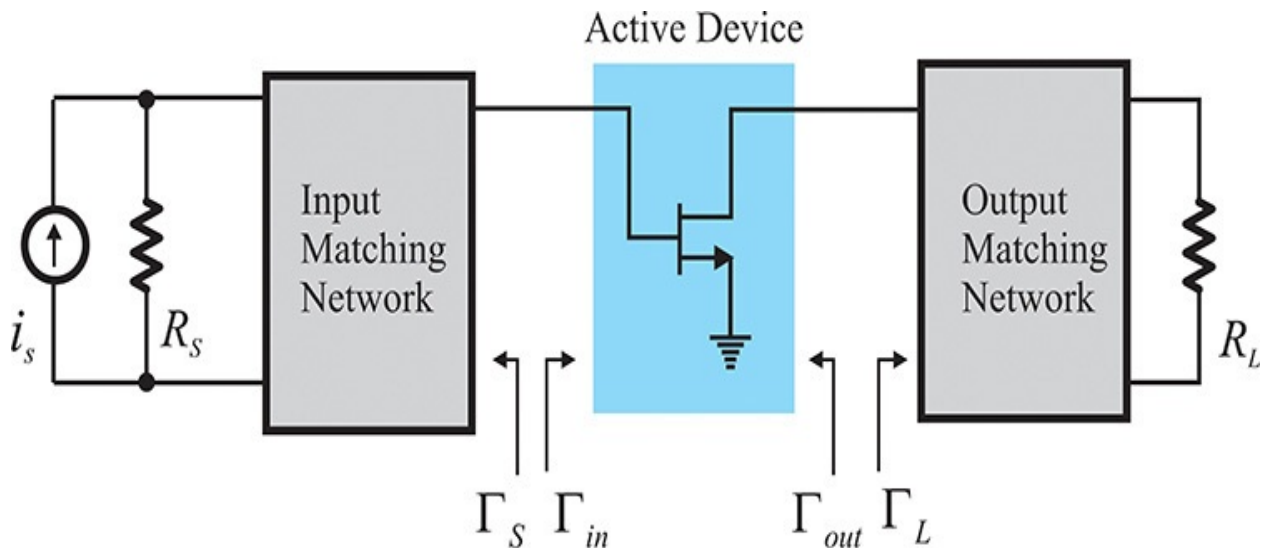 Active Device
Input
Matching
Network
Output
Matching
Network
i_s
R_S
R_L
Γ_S
Γ_in
Γ_out
Γ_L